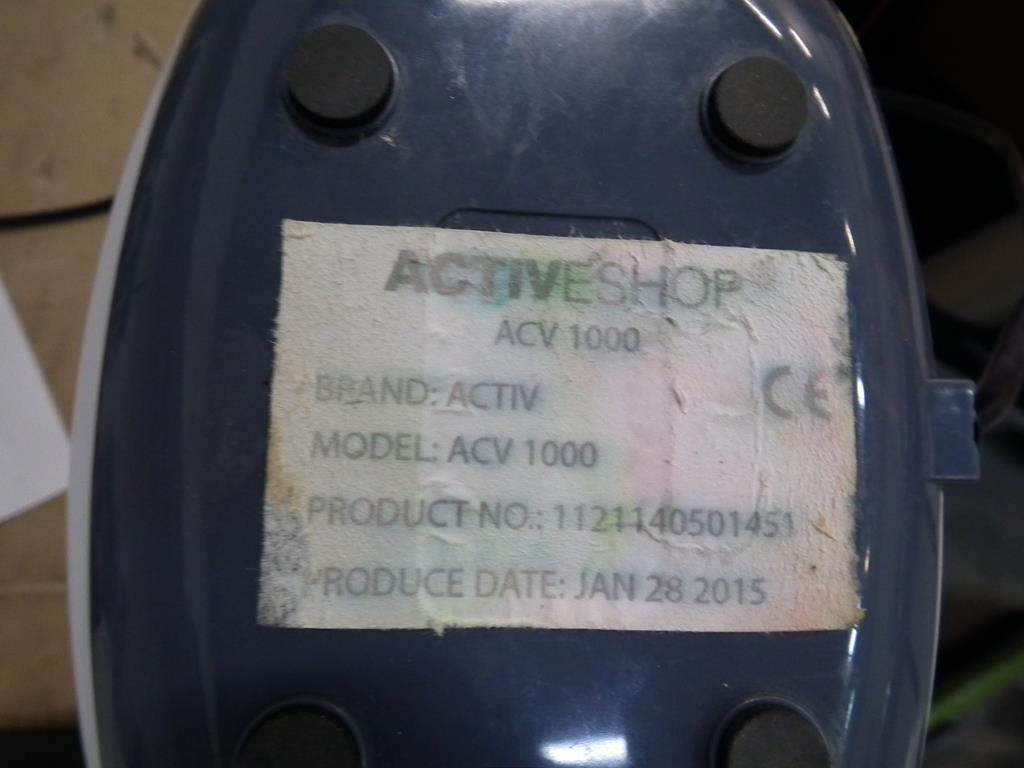 ACTIVESHOP®
ACV 1000
CE
BRAND: ACTIV
MODEL: ACV 1000
PRODUCT NO.: 1121140501451
PRODUCE DATE: JAN 28 2015